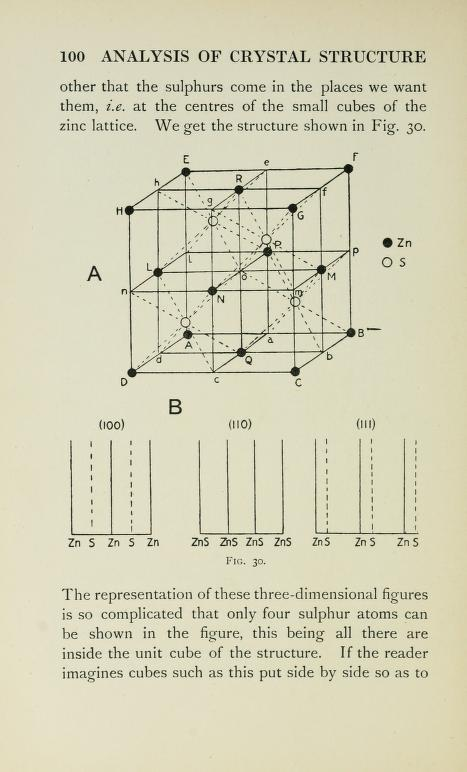 100 ANALYSIS OF CRYSTAL STRUCTURE
other that the sulphurs come in the places we want
them, i.e. at the centres of the small cubes of the
zinc lattice. We get the structure shown in Fig. 30.
E
e
F
h
R
f
H
g
G
A
Zn
S
L
l
P
p
n
N
o
M
m
A
a
B
d
Q
b
D
c
C
B
(100)
(110)
(111)
Zn S Zn S Zn
ZnS ZnS ZnS ZnS
Zn S Zn S Zn S
FIG. 30.
The representation of these three-dimensional figures
is so complicated that only four sulphur atoms can
be shown in the figure, this being all there are
inside the unit cube of the structure. If the reader
imagines cubes such as this put side by side so as to